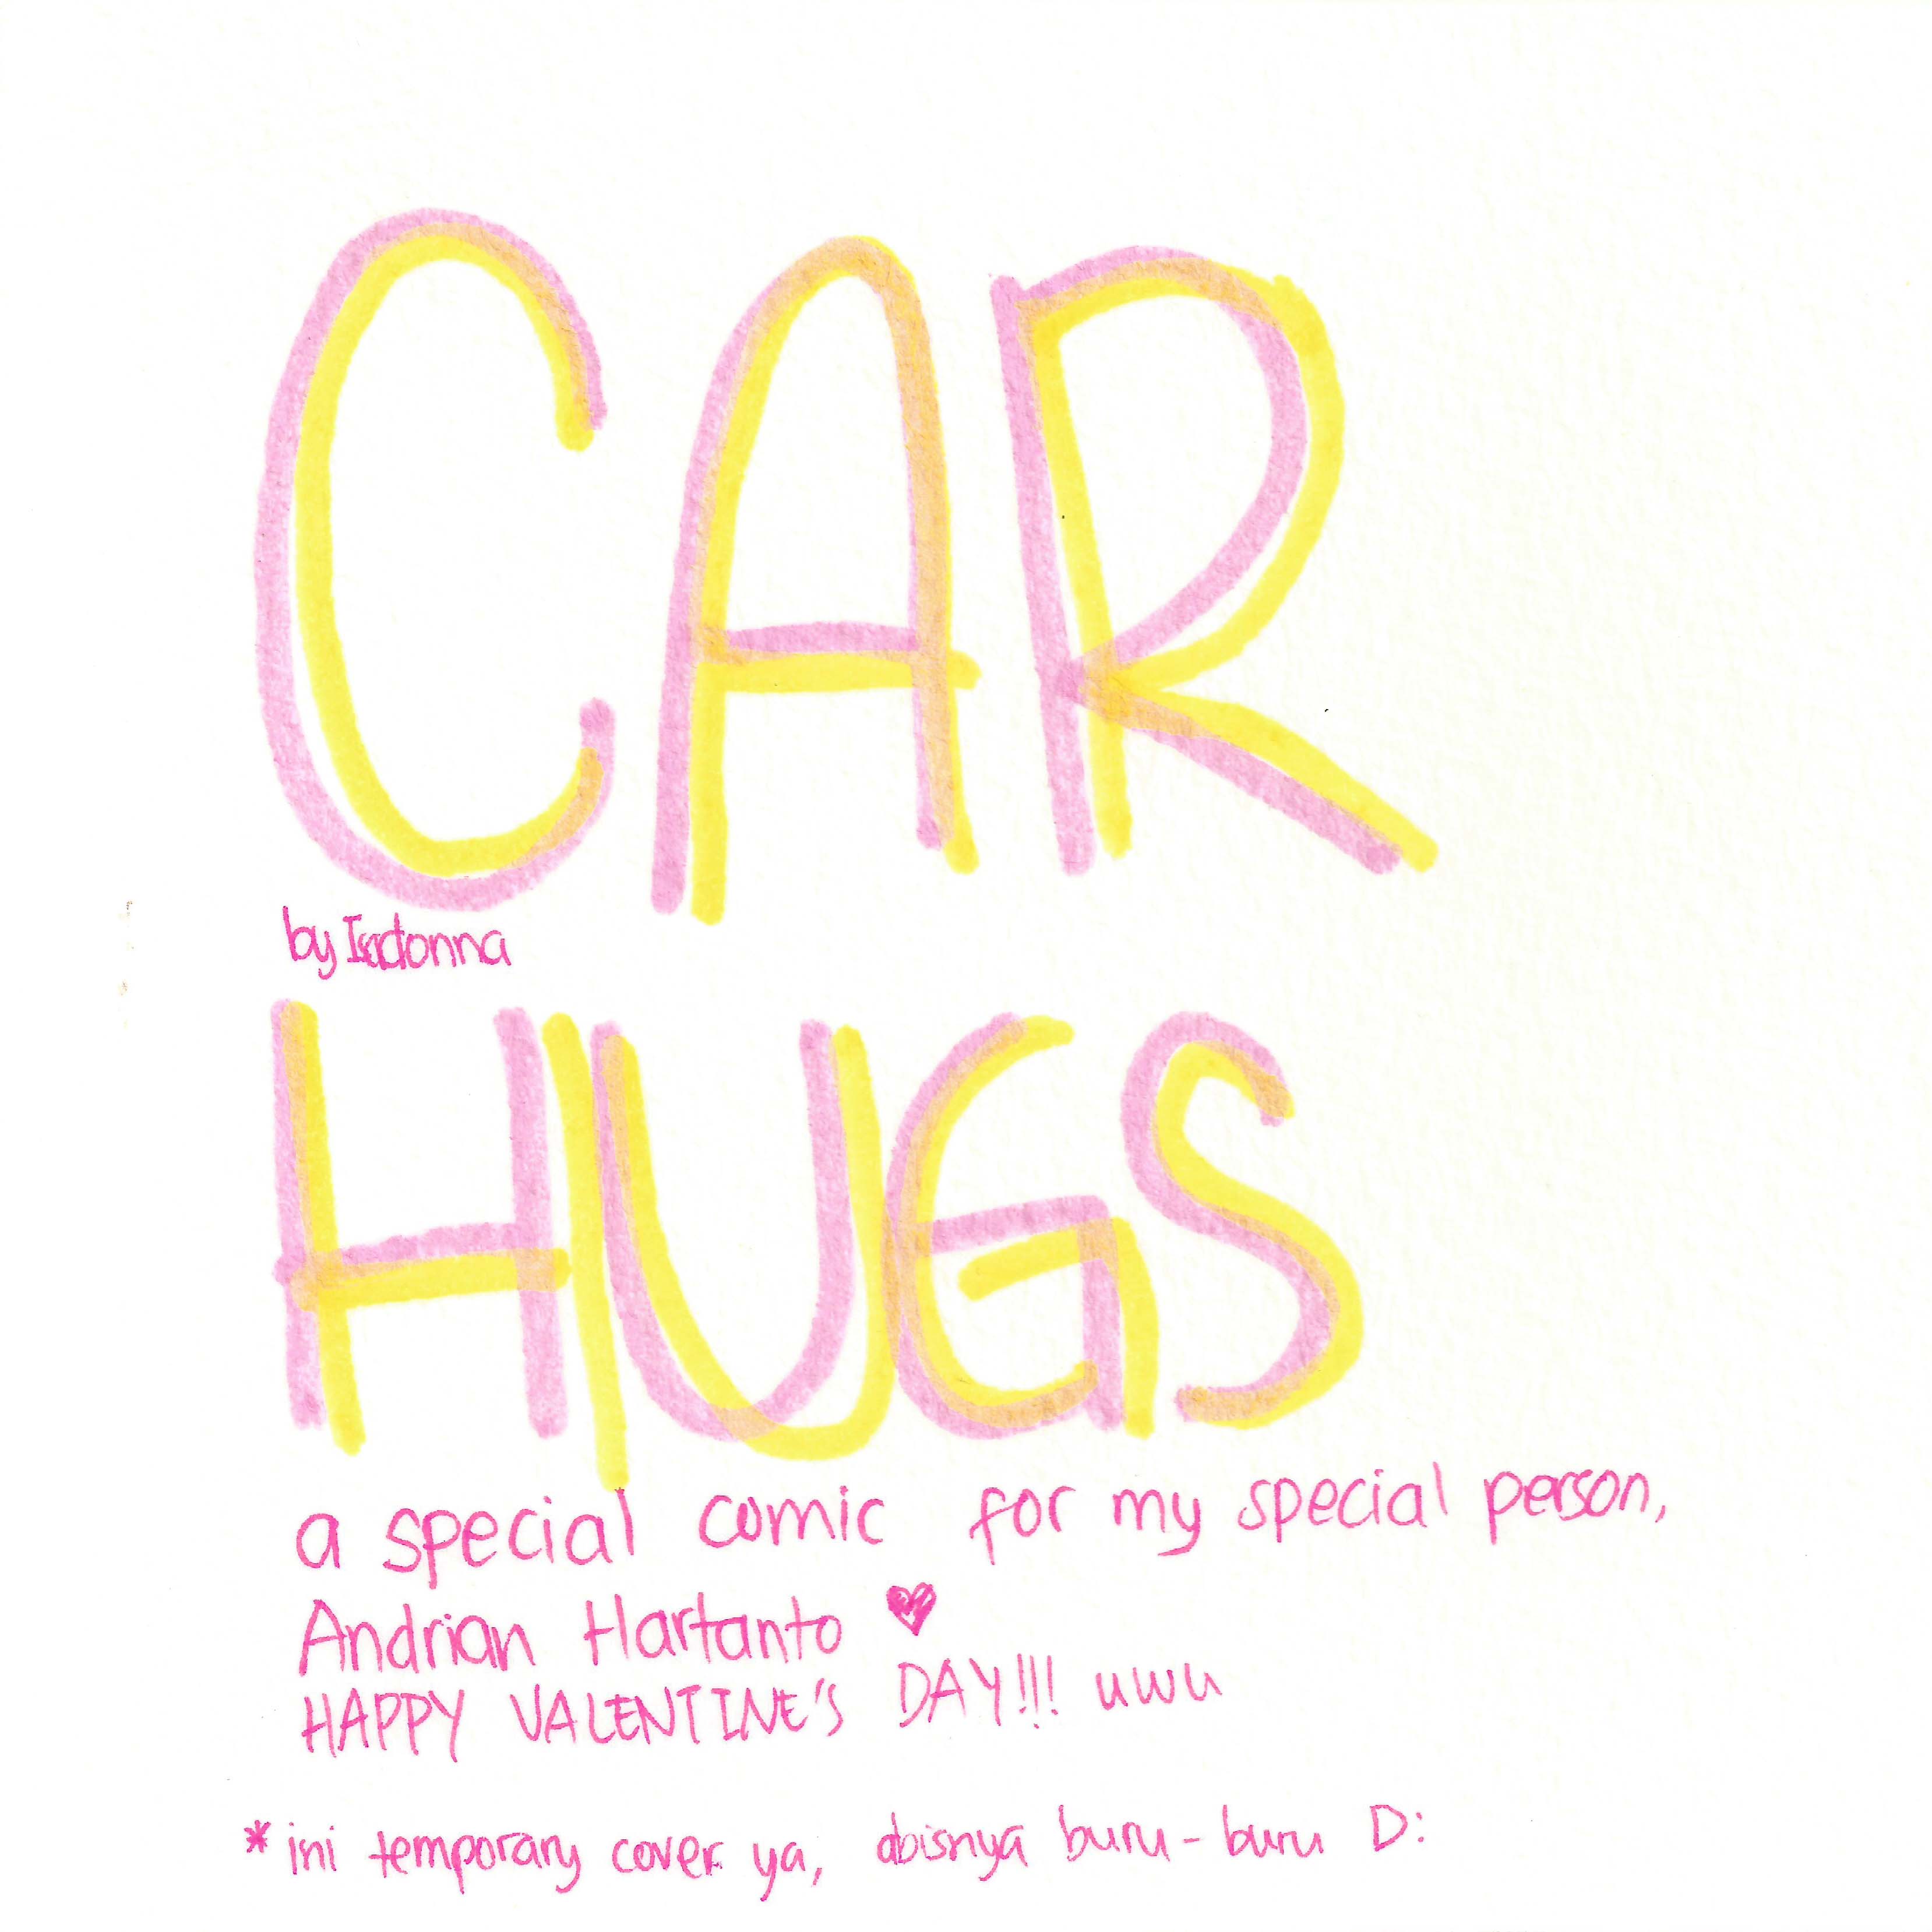 CAR
by Isadonna
HUGS
a special comic for my special person,
Andrian Hartanto ♥
HAPPY VALENTINE'S DAY!!! uwu
* ini temporary cover ya, abisnya buru-buru D: